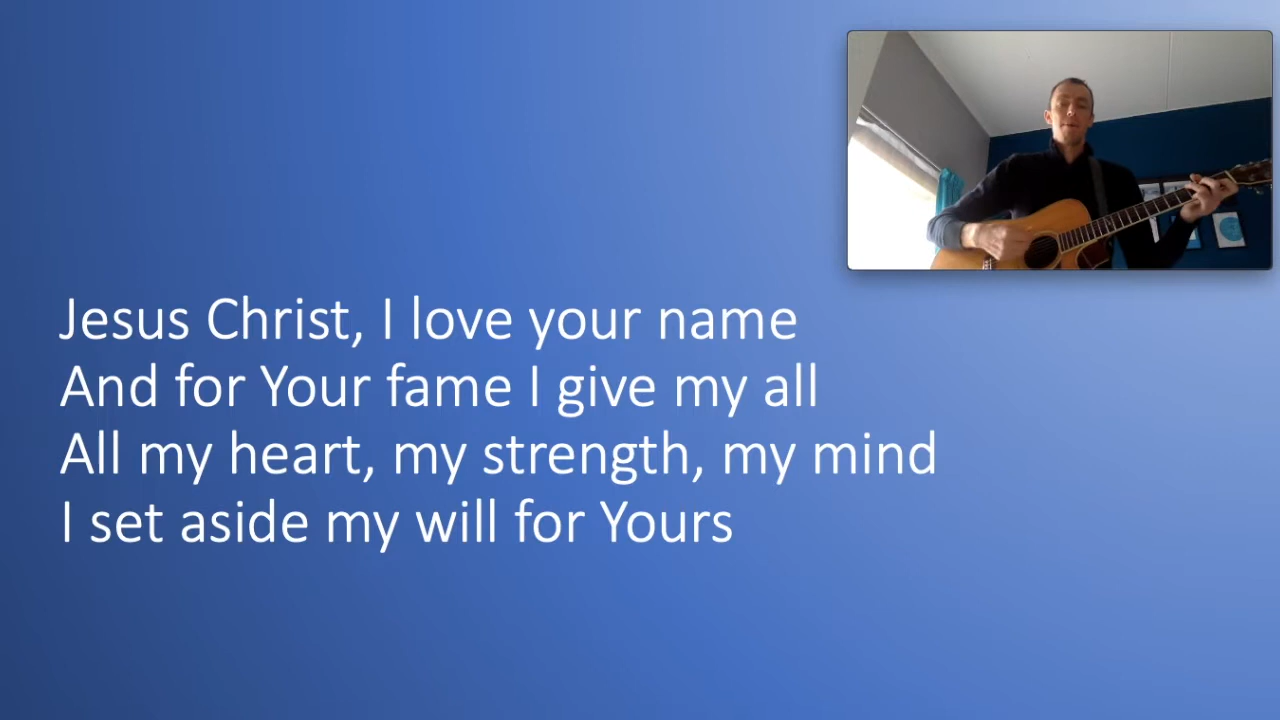 Jesus Christ, I love your name
And for Your fame I give my all
All my heart, my strength, my mind
I set aside my will for Yours